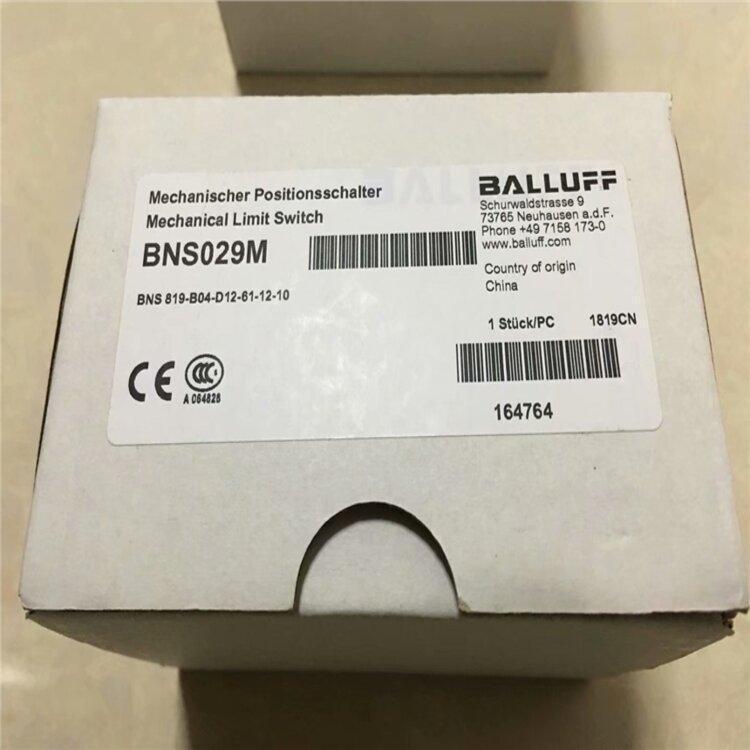 Mechanischer Positionsschalter
Mechanical Limit Switch
BNS029M
BNS 819-B04-D12-61-12-10
CE CCC
A 064828
BALLUFF
Schurwaldstrasse 9
73765 Neuhausen a.d.F.
Phone +49 7158 173-0
www.balluff.com
Country of origin
China
1 Stück/PC 1819CN
164764